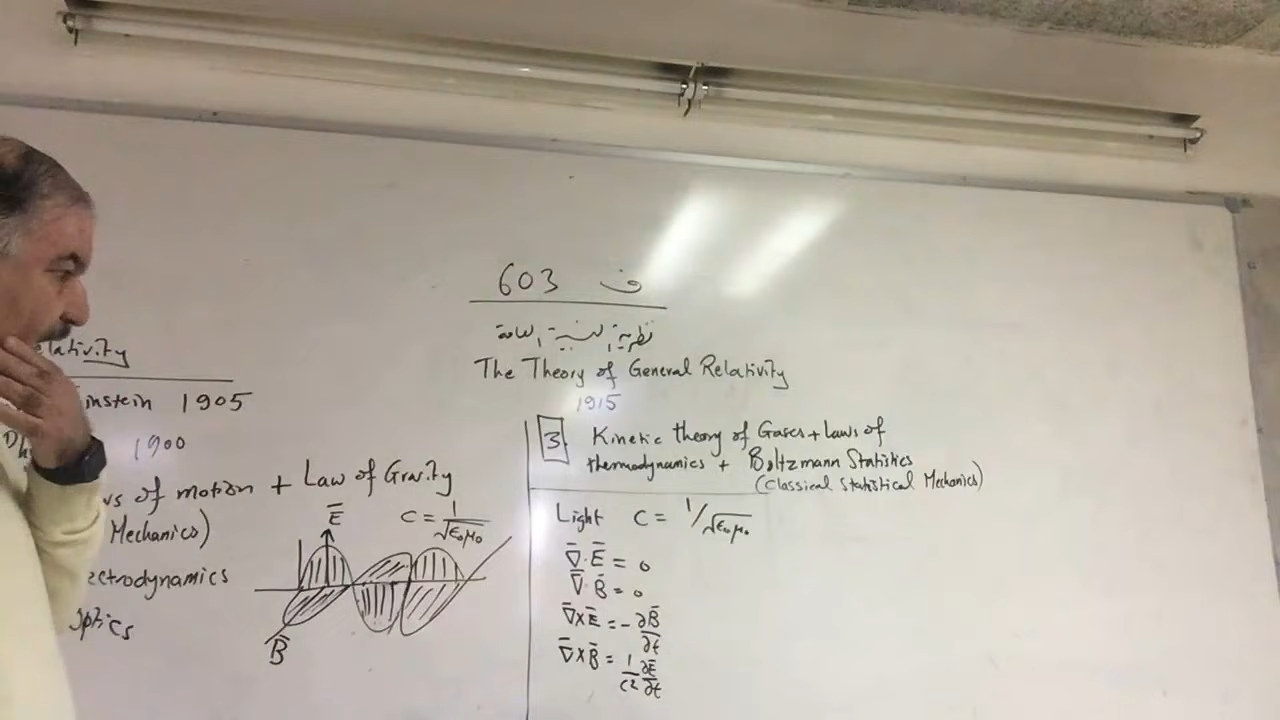 603 ف
نظرية النسبية العامة
The Theory of General Relativity
1915
elativity
instein 1905
1900
ws of motion + Law of Gravity
Mechanics)
ectrodynamics
optics
E̅
C = 1/√ε₀μ₀
B̅
3. Kinetic theory of Gases + Laws of
thermodynamics + Boltzmann Statistics
(Classical Statistical Mechanics)
Light C = 1/√ε₀μ₀
∇̅·E̅ = 0
∇̅·B̅ = 0
∇̅×E̅ = -∂B̅/∂t
∇̅×B̅ = 1/c² ∂E̅/∂t